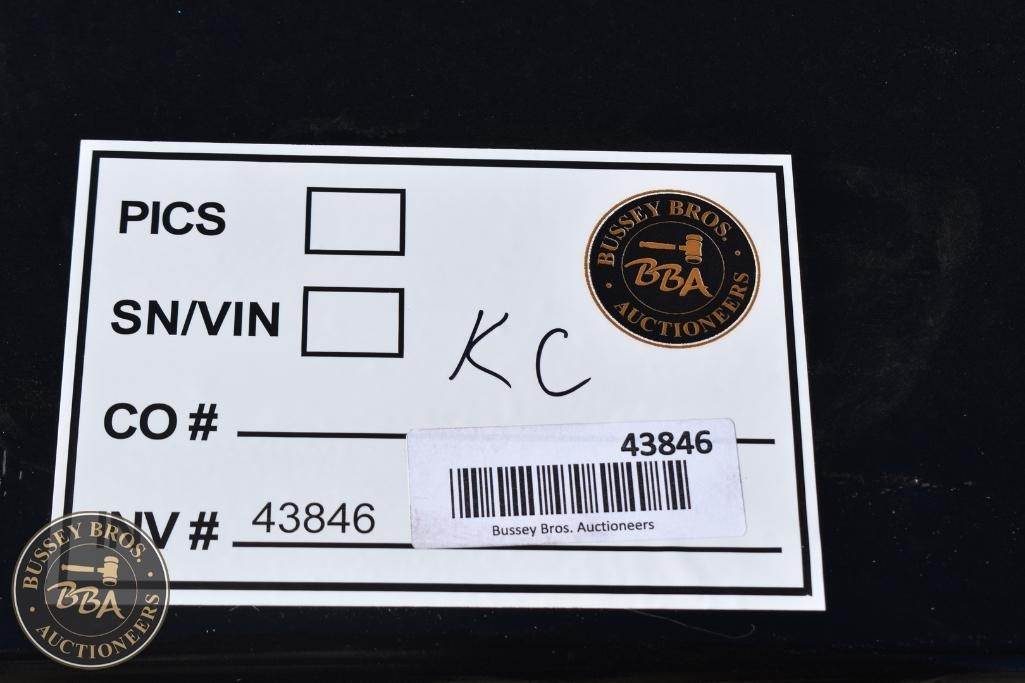 PICS
SN/VIN
BUSSEY BROS.
BBA
AUCTIONEERS
KC
CO #
43846
Bussey Bros. Auctioneers
INV # 43846
BUSSEY BROS.
BBA
AUCTIONEERS